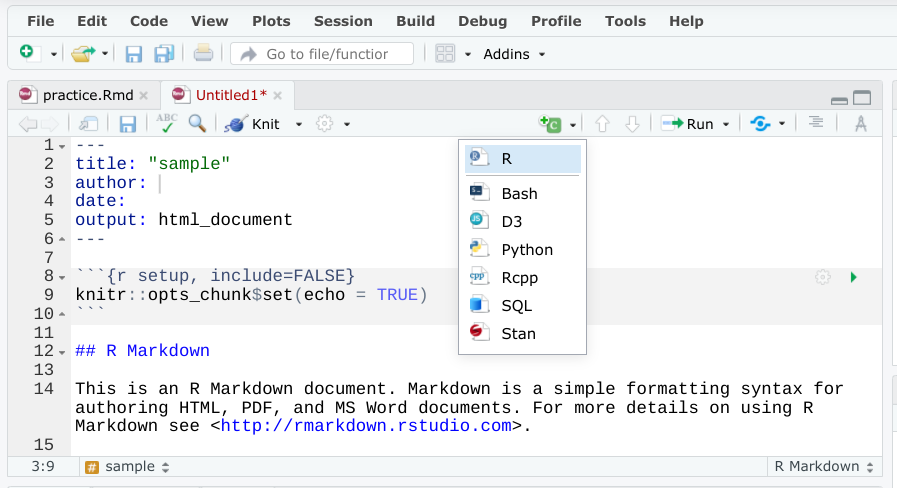 File Edit Code View Plots Session Build Debug Profile Tools Help
Go to file/function Addins
practice.Rmd Untitled1*
ABC Knit Run
1 ---
2 title: "sample"
3 author:
4 date:
5 output: html_document
6 ---
7
8 ```{r setup, include=FALSE}
9 knitr::opts_chunk$set(echo = TRUE)
10 ```
11
12 ## R Markdown
13
14 This is an R Markdown document. Markdown is a simple formatting syntax for
authoring HTML, PDF, and MS Word documents. For more details on using R
Markdown see <http://rmarkdown.rstudio.com>.
15
R
Bash
D3
Python
Rcpp
SQL
Stan
3:9 # sample R Markdown